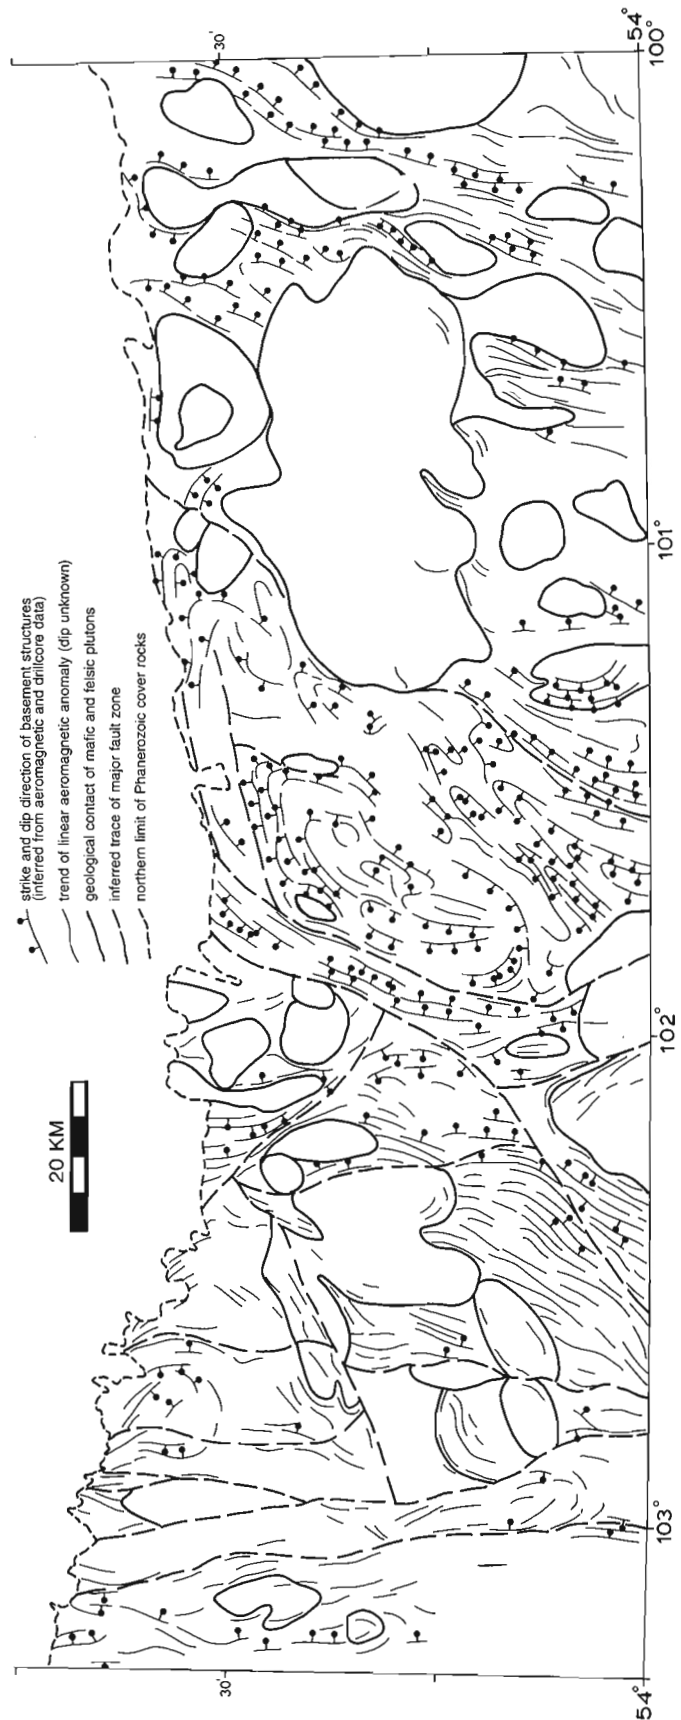 strike and dip direction of basement structures
(inferred from aeromagnetic and drillcore data)
trend of linear aeromagnetic anomaly (dip unknown)
geological contact of mafic and felsic plutons
inferred trace of major fault zone
northern limit of Phanerozoic cover rocks
20 KM
30'
30'
54°
54°
103°
102°
101°
100°